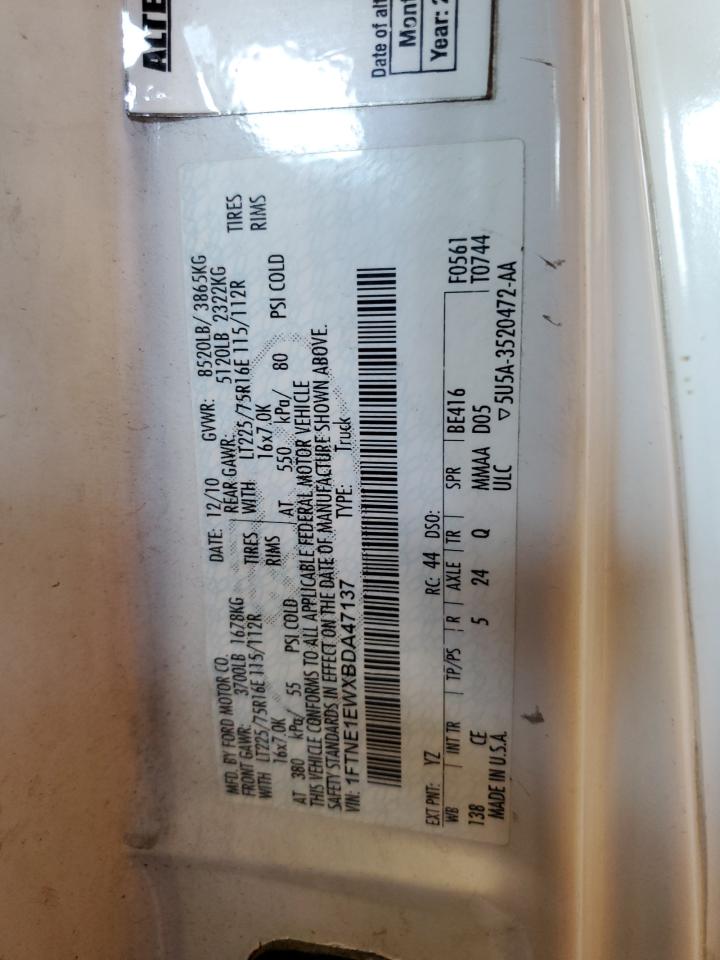 ALTE
Date of alt
Mont
Year: 2
MFD. BY FORD MOTOR CO.
DATE: 12/10 GVWR: 8520LB/ 3865KG
FRONT GAWR: 3700LB 1678KG REAR GAWR: 5120LB 2322KG
WITH LT225/75R16E 115/112R TIRES WITH LT225/75R16E 115/112R TIRES
16x7.0K RIMS 16x7.0K RIMS
AT 380 kPa/ 55 PSI COLD AT 550 kPa/ 80 PSI COLD
THIS VEHICLE CONFORMS TO ALL APPLICABLE FEDERAL MOTOR VEHICLE
SAFETY STANDARDS IN EFFECT ON THE DATE OF MANUFACTURE SHOWN ABOVE.
VIN: 1FTNE1EWXBDA47137 TYPE: Truck
EXT PNT: YZ RC: 44 DSO:
WB INT TR TP/PS R AXLE TR SPR BE416 F0561
138 CE 5 24 Q MMAA D05 T0744
MADE IN U.S.A. ULC ▽5U5A-3520472-AA